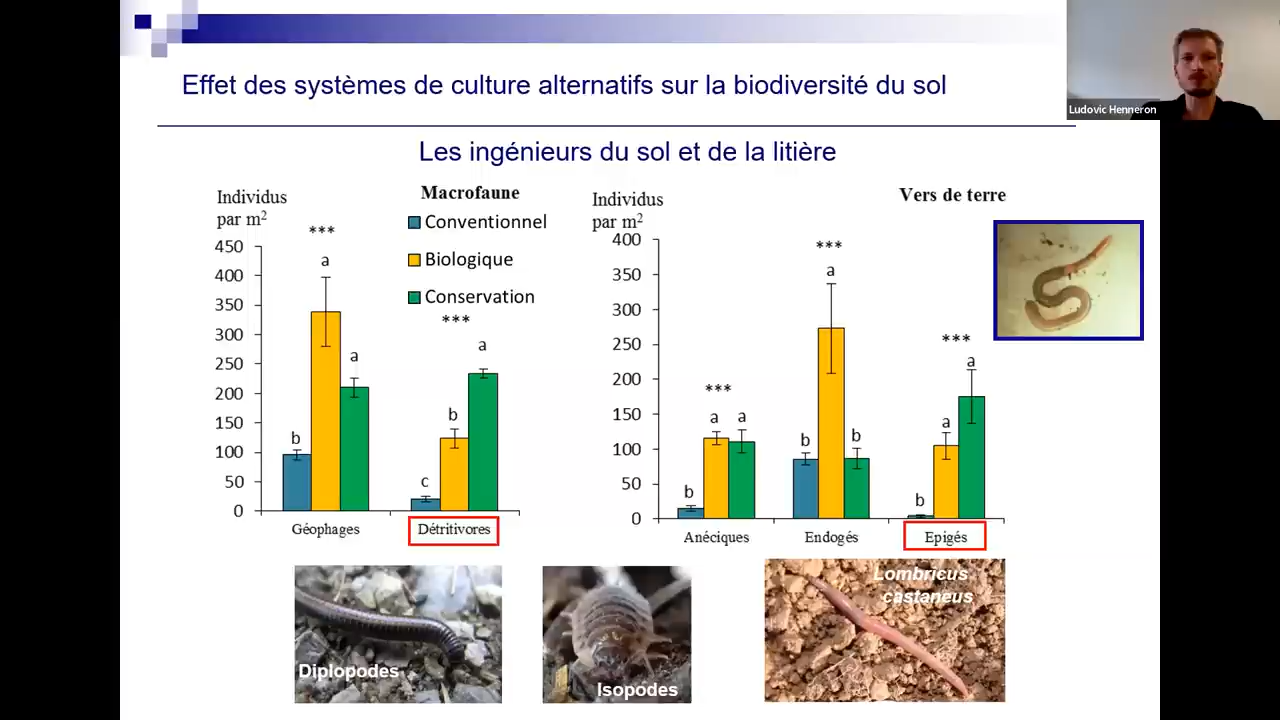 Ludovic Henneron
Effet des systèmes de culture alternatifs sur la biodiversité du sol
Les ingénieurs du sol et de la litière
Individus
par m²
Macrofaune
Conventionnel
Biologique
Conservation
450
400
350
300
250
200
150
100
50
0
***
a
b
a
***
a
b
c
Géophages
Détritivores
Individus
par m²
Vers de terre
400
350
300
250
200
150
100
50
0
***
a
a
b
***
a
b
b
***
a
a
b
Anéciques
Endogés
Epigés
Diplopodes
Isopodes
Lombricus
castaneus